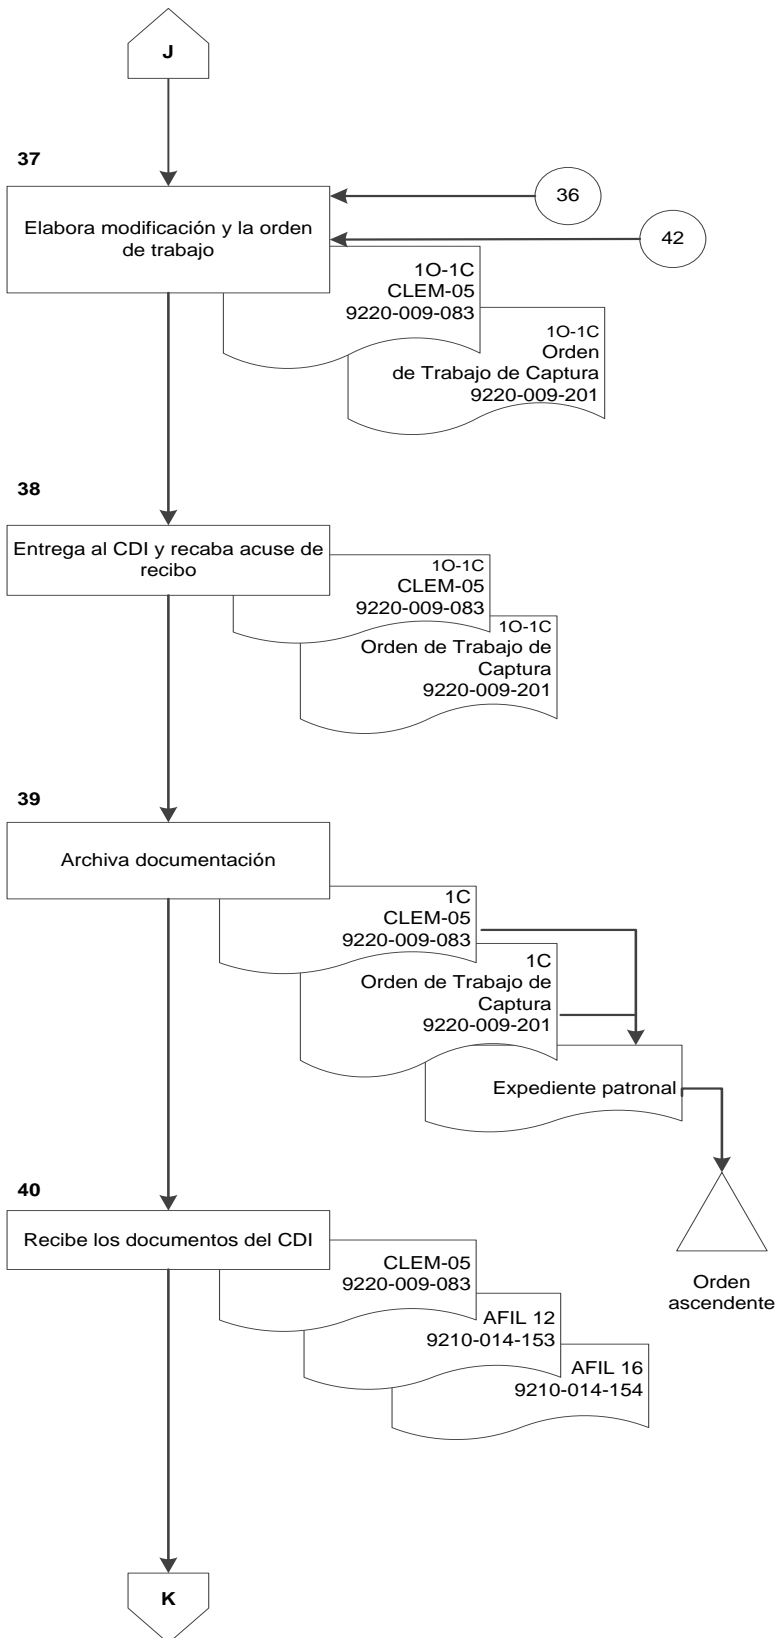 J
37
36
Elabora modificación y la orden
de trabajo
42
1O-1C
CLEM-05
9220-009-083
1O-1C
Orden
de Trabajo de Captura
9220-009-201
38
Entrega al CDI y recaba acuse de
recibo
1O-1C
CLEM-05
9220-009-083
1O-1C
Orden de Trabajo de
Captura
9220-009-201
39
Archiva documentación
1C
CLEM-05
9220-009-083
1C
Orden de Trabajo de
Captura
9220-009-201
Expediente patronal
40
Recibe los documentos del CDI
CLEM-05
9220-009-083
Orden
ascendente
AFIL 12
9210-014-153
AFIL 16
9210-014-154
K